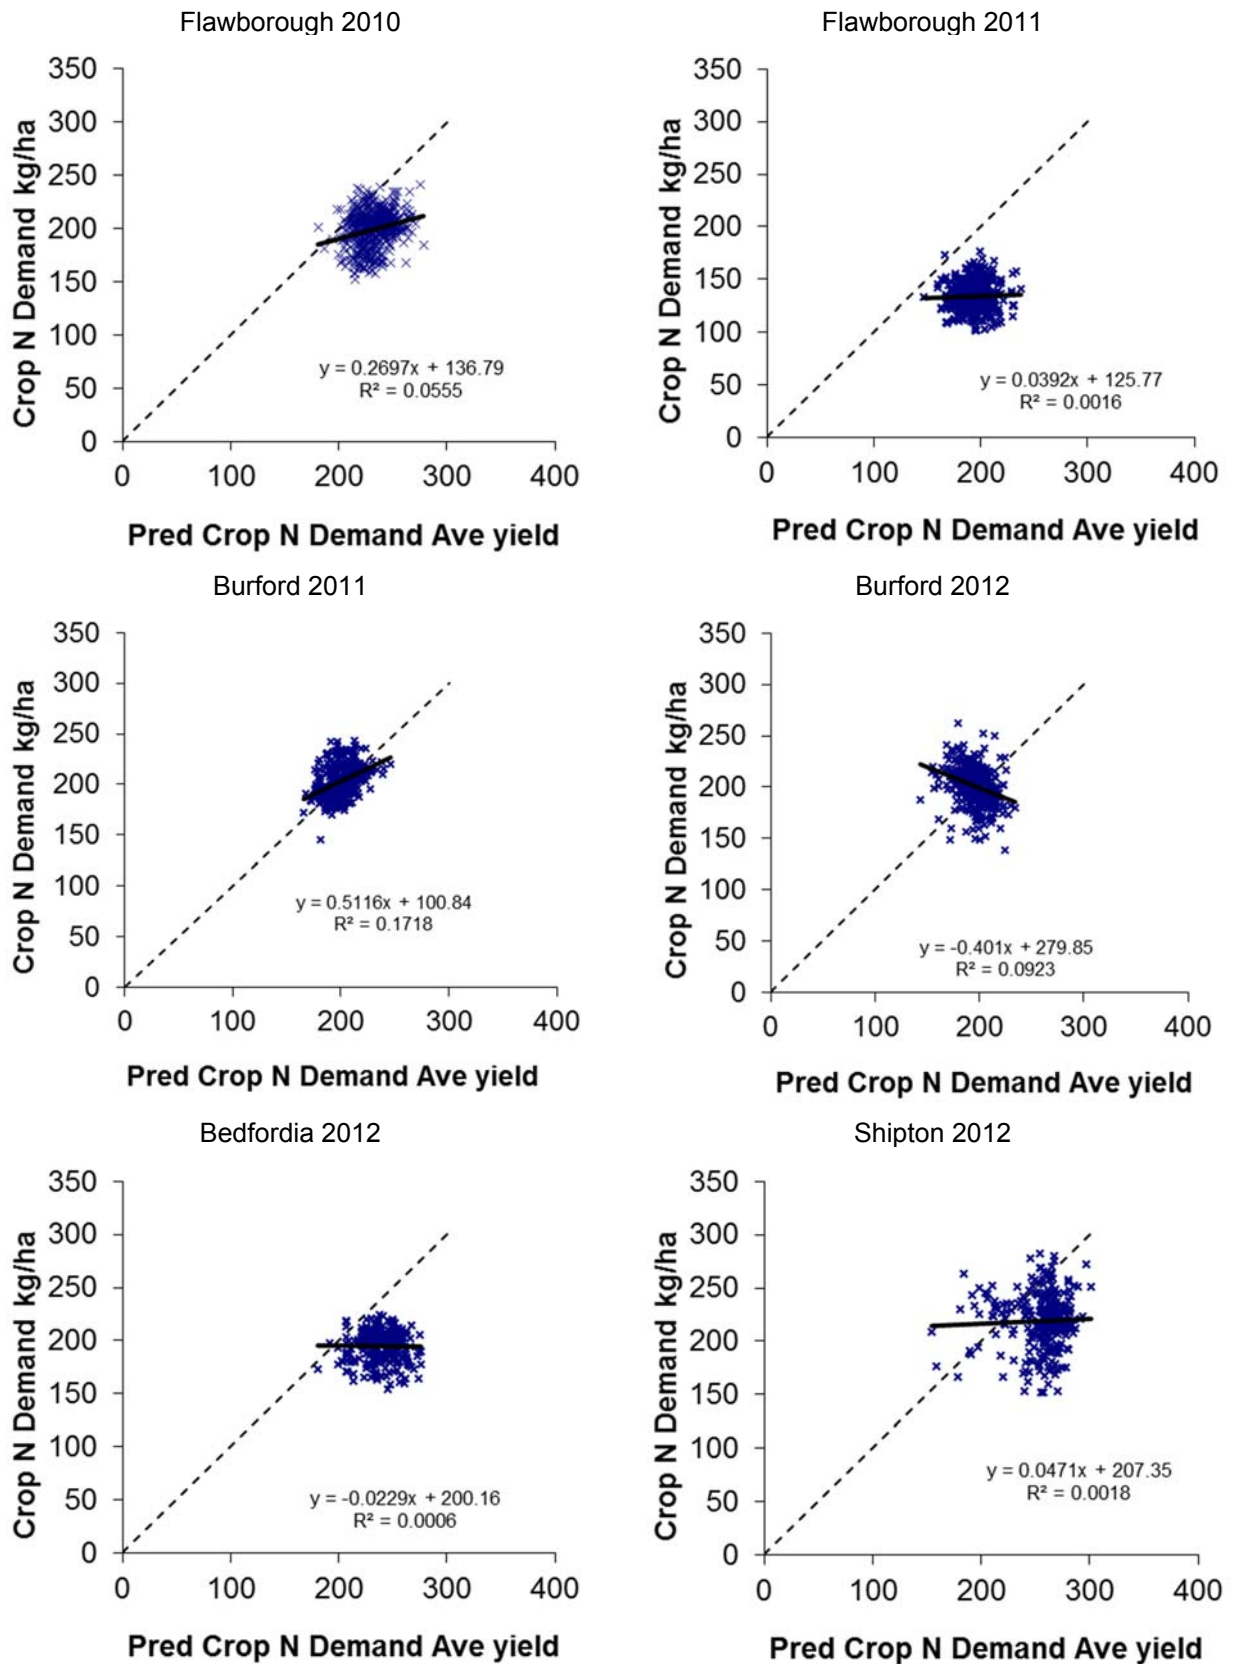 Flawborough 2010
350
300
250
200
150
100
50
0
Crop N Demand kg/ha
y = 0.2697x + 136.79
R² = 0.0555
0 100 200 300 400
Pred Crop N Demand Ave yield
Flawborough 2011
350
300
250
200
150
100
50
0
Crop N Demand kg/ha
y = 0.0392x + 125.77
R² = 0.0016
0 100 200 300 400
Pred Crop N Demand Ave yield
Burford 2011
350
300
250
200
150
100
50
0
Crop N Demand kg/ha
y = 0.5116x + 100.84
R² = 0.1718
0 100 200 300 400
Pred Crop N Demand Ave yield
Burford 2012
350
300
250
200
150
100
50
0
Crop N Demand kg/ha
y = -0.401x + 279.85
R² = 0.0923
0 100 200 300 400
Pred Crop N Demand Ave yield
Bedfordia 2012
350
300
250
200
150
100
50
0
Crop N Demand kg/ha
y = -0.0229x + 200.16
R² = 0.0006
0 100 200 300 400
Pred Crop N Demand Ave yield
Shipton 2012
350
300
250
200
150
100
50
0
Crop N Demand kg/ha
y = 0.0471x + 207.35
R² = 0.0018
0 100 200 300 400
Pred Crop N Demand Ave yield